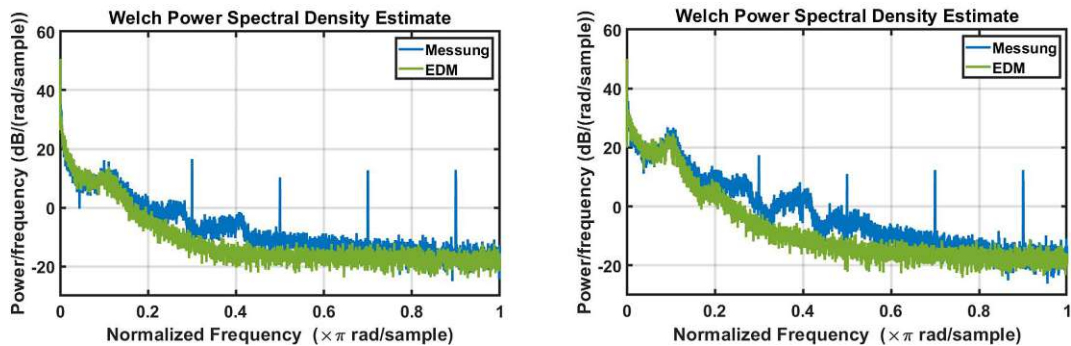 Welch Power Spectral Density Estimate
60
40
20
0
-20
Power/frequency (dB/(rad/sample))
Messung
EDM
0
0.2
0.4
0.6
0.8
1
Normalized Frequency (×π rad/sample)
Welch Power Spectral Density Estimate
60
40
20
0
-20
Power/frequency (dB/(rad/sample))
Messung
EDM
0
0.2
0.4
0.6
0.8
1
Normalized Frequency (×π rad/sample)